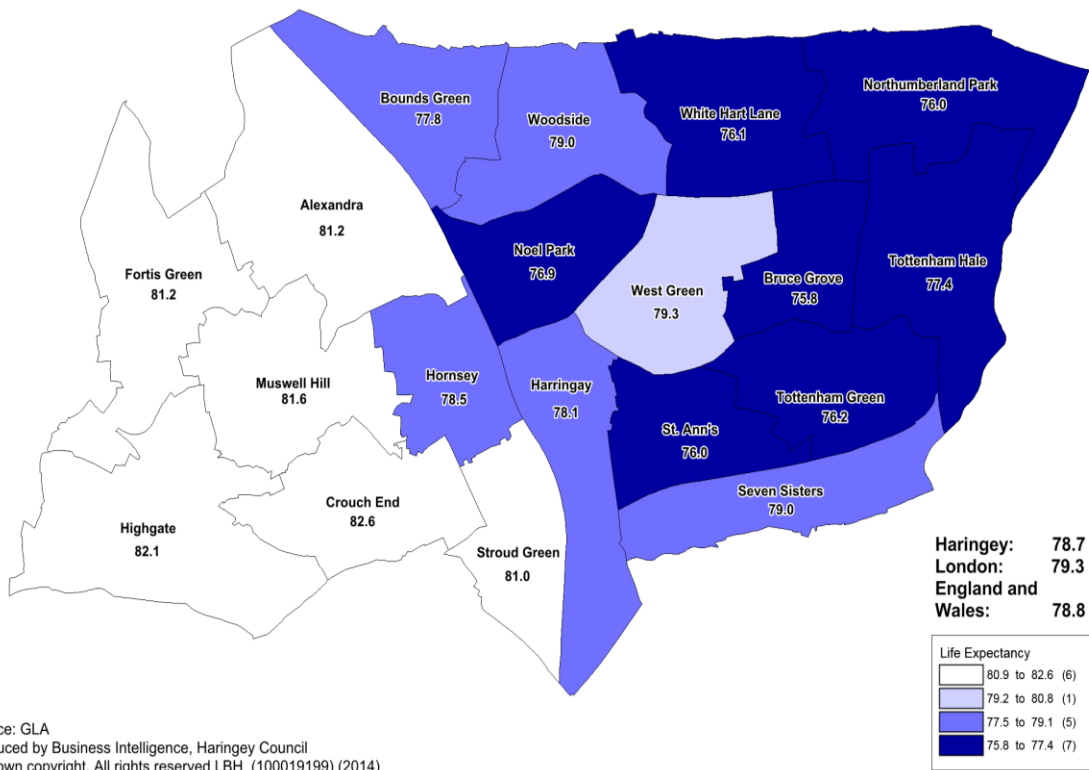 Bounds Green
77.8
Woodside
79.0
White Hart Lane
76.1
Northumberland Park
76.0
Alexandra
81.2
Fortis Green
81.2
Noel Park
76.9
West Green
79.3
Bruce Grove
75.8
Tottenham Hale
77.4
Muswell Hill
81.6
Hornsey
78.5
Harringay
78.1
Tottenham Green
76.2
St. Ann's
76.0
Seven Sisters
79.0
Crouch End
82.6
Highgate
82.1
Stroud Green
81.0
Haringey: 78.7
London: 79.3
England and
Wales: 78.8
Life Expectancy
80.9 to 82.6 (6)
79.2 to 80.8 (1)
77.5 to 79.1 (5)
75.8 to 77.4 (7)
ce: GLA
uced by Business Intelligence, Haringey Council
own copyright. All rights reserved LBH (100019199) (2014)